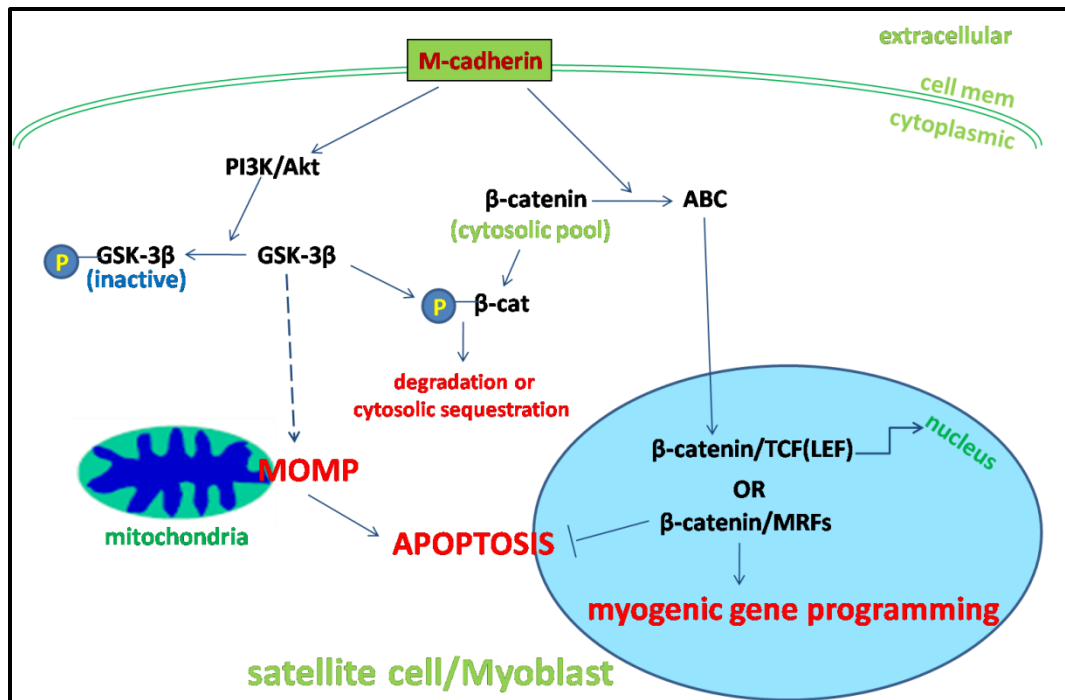 extracellular
M-cadherin
cell mem
cytoplasmic
PI3K/Akt
β-catenin
(cytosolic pool)
ABC
P
GSK-3β
(inactive)
GSK-3β
P
β-cat
degradation or
cytosolic sequestration
β-catenin/TCF(LEF)
nucleus
OR
β-catenin/MRFs
MOMP
mitochondria
APOPTOSIS
myogenic gene programming
satellite cell/Myoblast